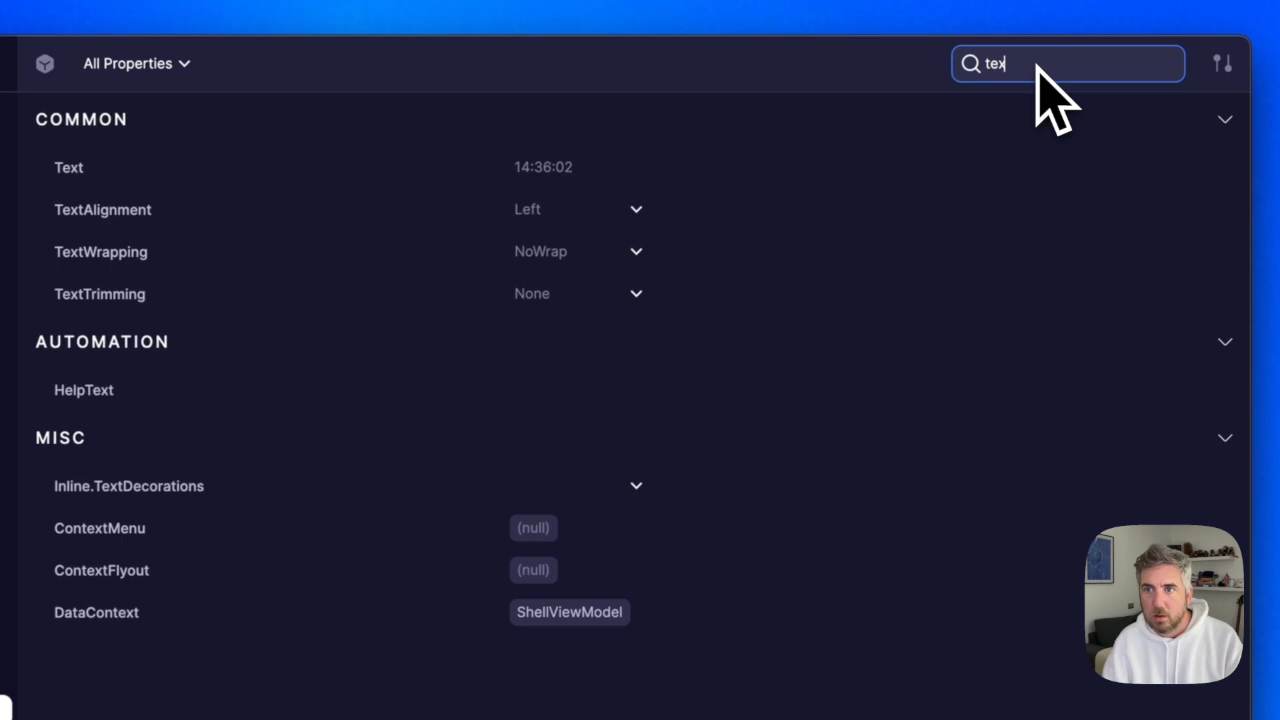 All Properties
tex
COMMON
Text 14:36:02
TextAlignment Left
TextWrapping NoWrap
TextTrimming None
AUTOMATION
HelpText
MISC
Inline.TextDecorations
ContextMenu (null)
ContextFlyout (null)
DataContext ShellViewModel